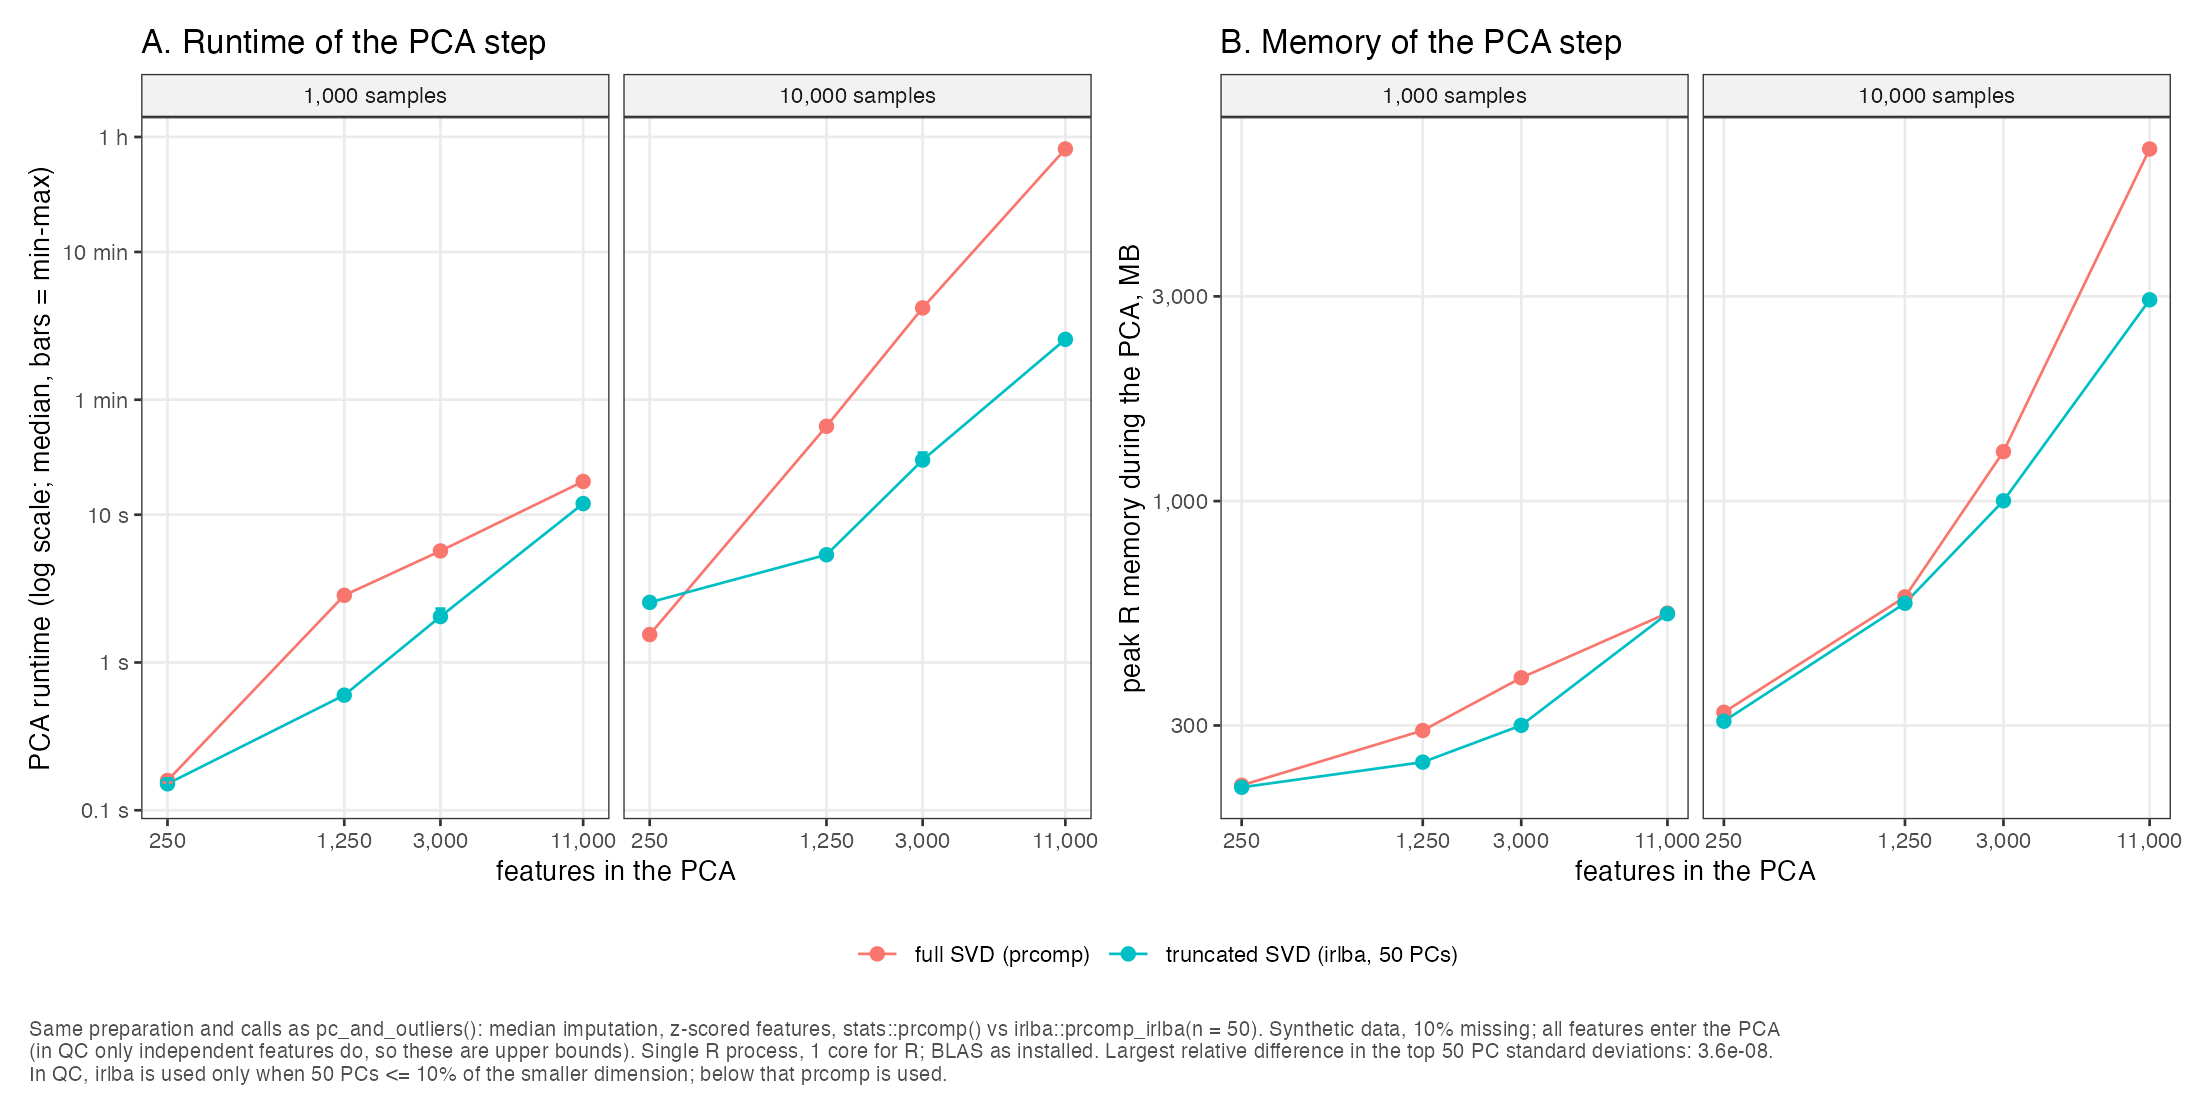 A. Runtime of the PCA step
1,000 samples
10,000 samples
PCA runtime (log scale; median, bars = min-max)
1 h
10 min
1 min
10 s
1 s
0.1 s
250 1,250 3,000 11,000
250 1,250 3,000 11,000
features in the PCA
B. Memory of the PCA step
1,000 samples
10,000 samples
peak R memory during the PCA, MB
3,000
1,000
300
250 1,250 3,000 11,000
250 1,250 3,000 11,000
features in the PCA
full SVD (prcomp)
truncated SVD (irlba, 50 PCs)
Same preparation and calls as pc_and_outliers(): median imputation, z-scored features, stats::prcomp() vs irlba::prcomp_irlba(n = 50). Synthetic data, 10% missing; all features enter the PCA
(in QC only independent features do, so these are upper bounds). Single R process, 1 core for R; BLAS as installed. Largest relative difference in the top 50 PC standard deviations: 3.6e-08.
In QC, irlba is used only when 50 PCs <= 10% of the smaller dimension; below that prcomp is used.